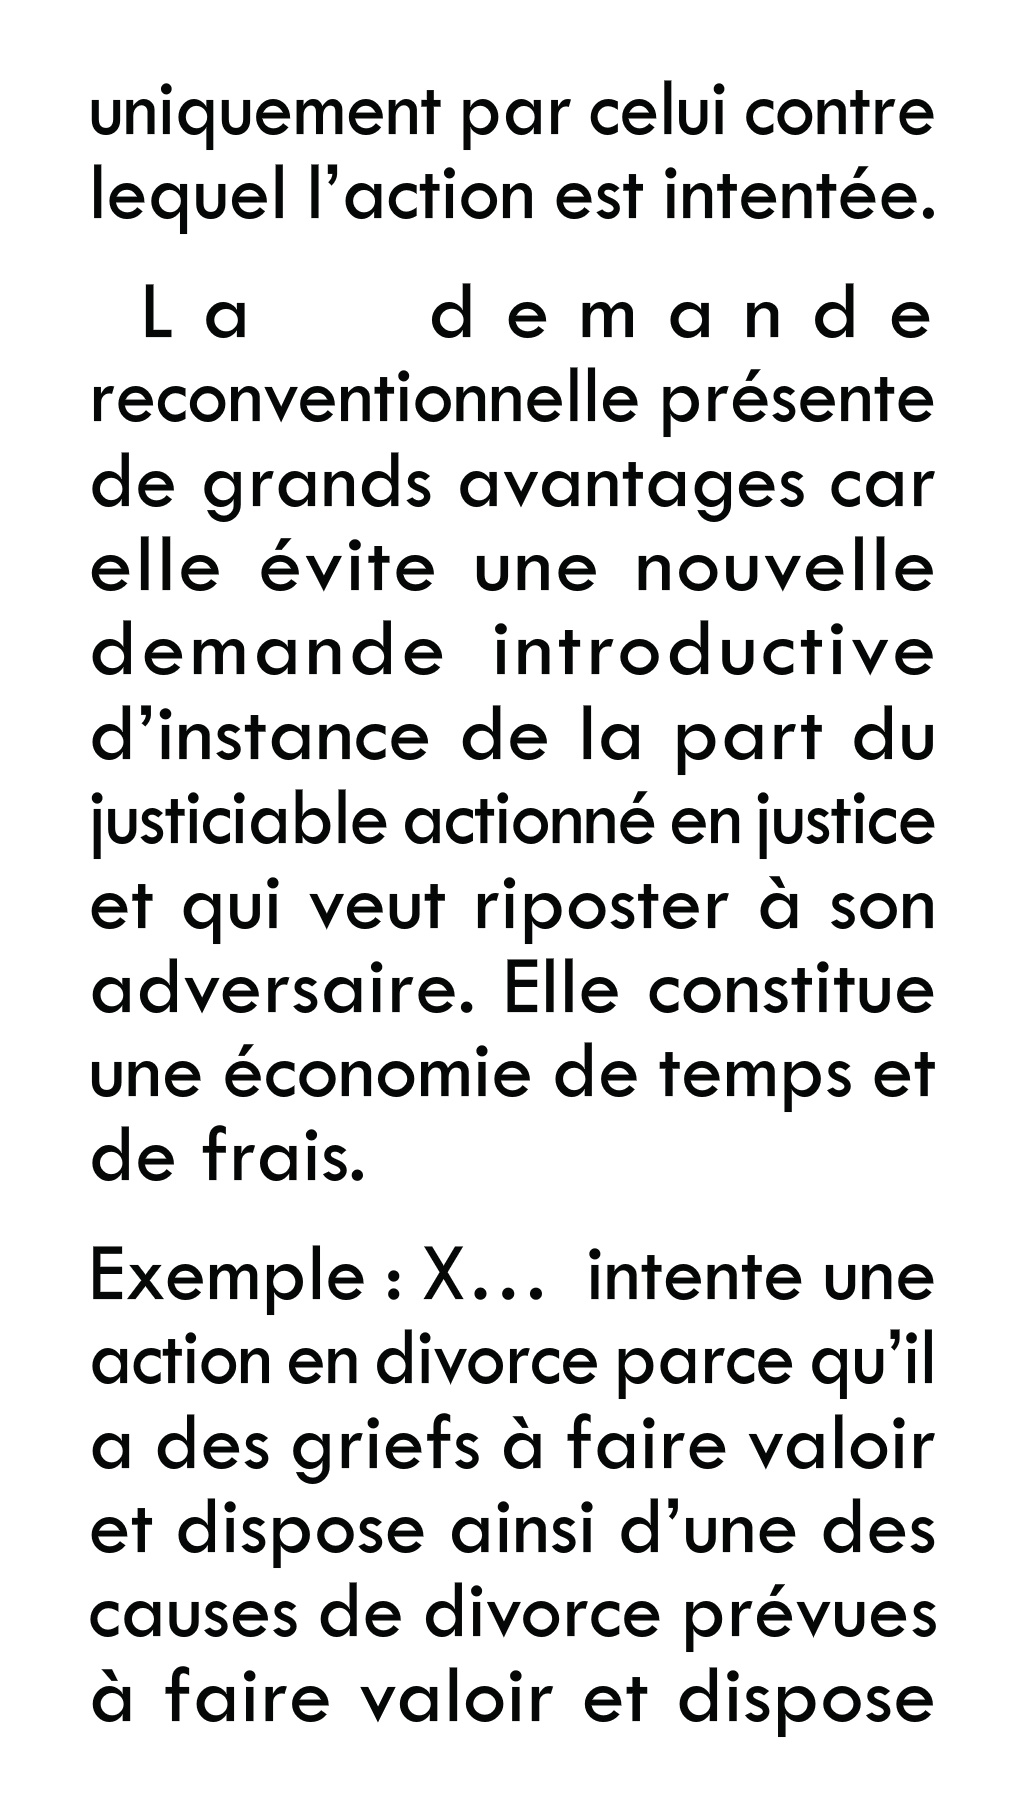 uniquement par celui contre
lequel l’action est intentée.
La demande
reconventionnelle présente
de grands avantages car
elle évite une nouvelle
demande introductive
d’instance de la part du
justiciable actionné en justice
et qui veut riposter à son
adversaire. Elle constitue
une économie de temps et
de frais.
Exemple : X… intente une
action en divorce parce qu’il
a des griefs à faire valoir
et dispose ainsi d’une des
causes de divorce prévues
à faire valoir et dispose